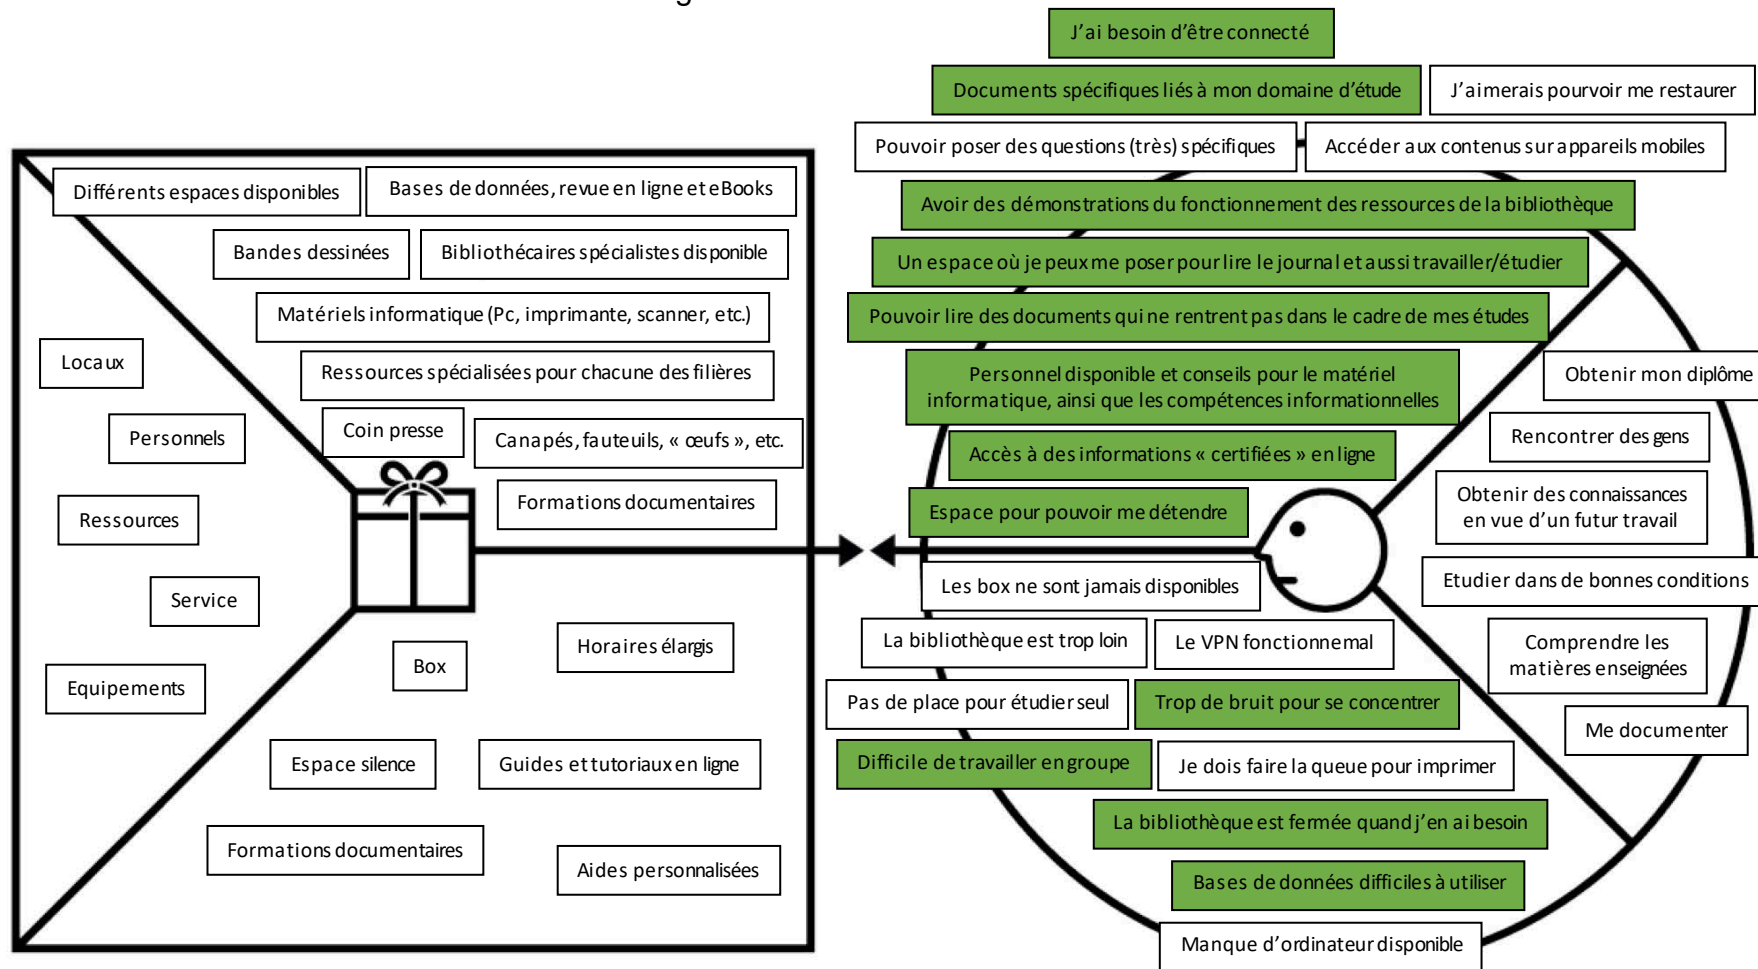 J'ai besoin d'être connecté
Documents spécifiques liés à mon domaine d'étude
J'aimerais pourvoir me restaurer
Pouvoir poser des questions (très) spécifiques
Accéder aux contenus sur appareils mobiles
Différents espaces disponibles
Bases de données, revue en ligne et eBooks
Avoir des démonstrations du fonctionnement des ressources de la bibliothèque
Bandes dessinées
Bibliothécaires spécialistes disponible
Un espace où je peux me poser pour lire le journal et aussi travailler/étudier
Matériels informatique (Pc, imprimante, scanner, etc.)
Pouvoir lire des documents qui ne rentrent pas dans le cadre de mes études
Locaux
Ressources spécialisées pour chacune des filières
Personnel disponible et conseils pour le matériel
informatique, ainsi que les compétences informationnelles
Obtenir mon diplôme
Personnels
Coin presse
Canapés, fauteuils, « œufs », etc.
Accès à des informations « certifiées » en ligne
Rencontrer des gens
Ressources
Formations documentaires
Espace pour pouvoir me détendre
Obtenir des connaissances
en vue d'un futur travail
Service
Les box ne sont jamais disponibles
Etudier dans de bonnes conditions
Box
Horaires élargis
La bibliothèque est trop loin
Le VPN fonctionne mal
Comprendre les
matières enseignées
Equipements
Pas de place pour étudier seul
Trop de bruit pour se concentrer
Me documenter
Espace silence
Guides et tutoriaux en ligne
Difficile de travailler en groupe
Je dois faire la queue pour imprimer
Formations documentaires
Aides personnalisées
La bibliothèque est fermée quand j'en ai besoin
Bases de données difficiles à utiliser
Manque d'ordinateur disponible